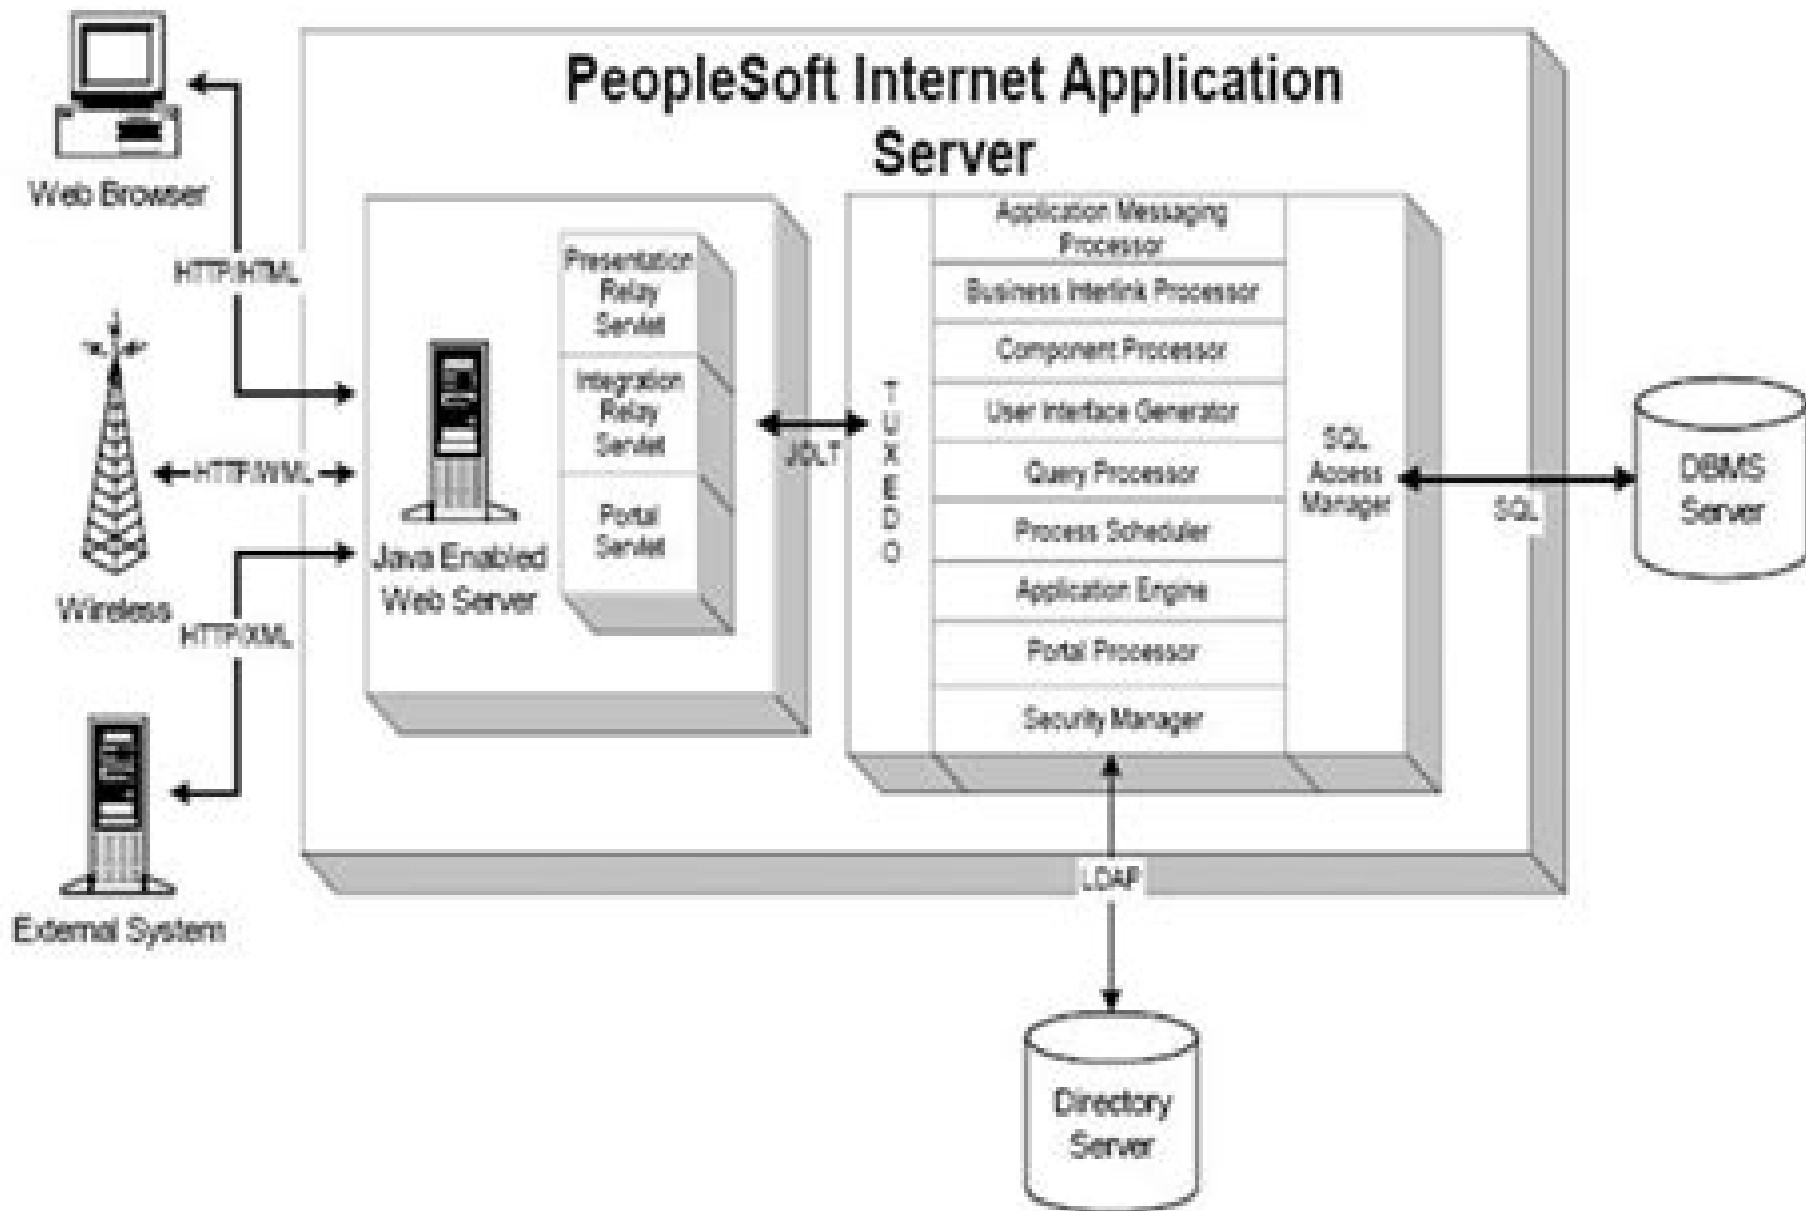 PeopleSoft Internet Application
Server
Web Browser
HTTP/HTML
Wireless
HTTP/WML
HTTP/XML
External System
Java Enabled
Web Server
Presentation
Relay
Servlet
Integration
Relay
Servlet
Portal
Servlet
JOLT
TUXEDO
Application Messaging
Processor
Business Interlink Processor
Component Processor
User Interface Generator
Query Processor
Process Scheduler
Application Engine
Portal Processor
Security Manager
SQL
Access
Manager
SQL
DBMS
Server
LDAP
Directory
Server